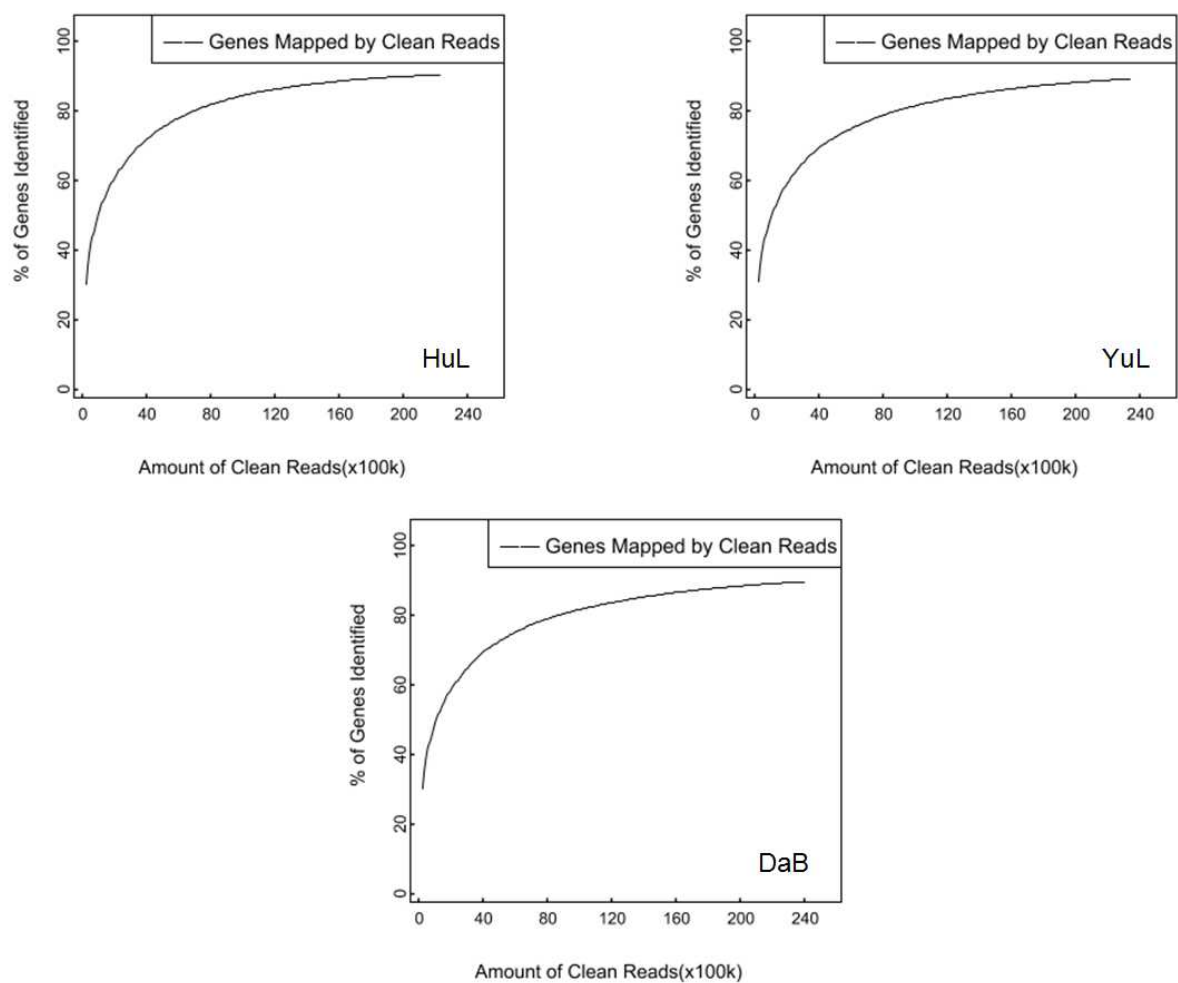 —— Genes Mapped by Clean Reads
% of Genes Identified
100
80
60
40
20
0
HuL
0 40 80 120 160 200 240
Amount of Clean Reads(x100k)
—— Genes Mapped by Clean Reads
% of Genes Identified
100
80
60
40
20
0
YuL
0 40 80 120 160 200 240
Amount of Clean Reads(x100k)
—— Genes Mapped by Clean Reads
% of Genes Identified
100
80
60
40
20
0
DaB
0 40 80 120 160 200 240
Amount of Clean Reads(x100k)